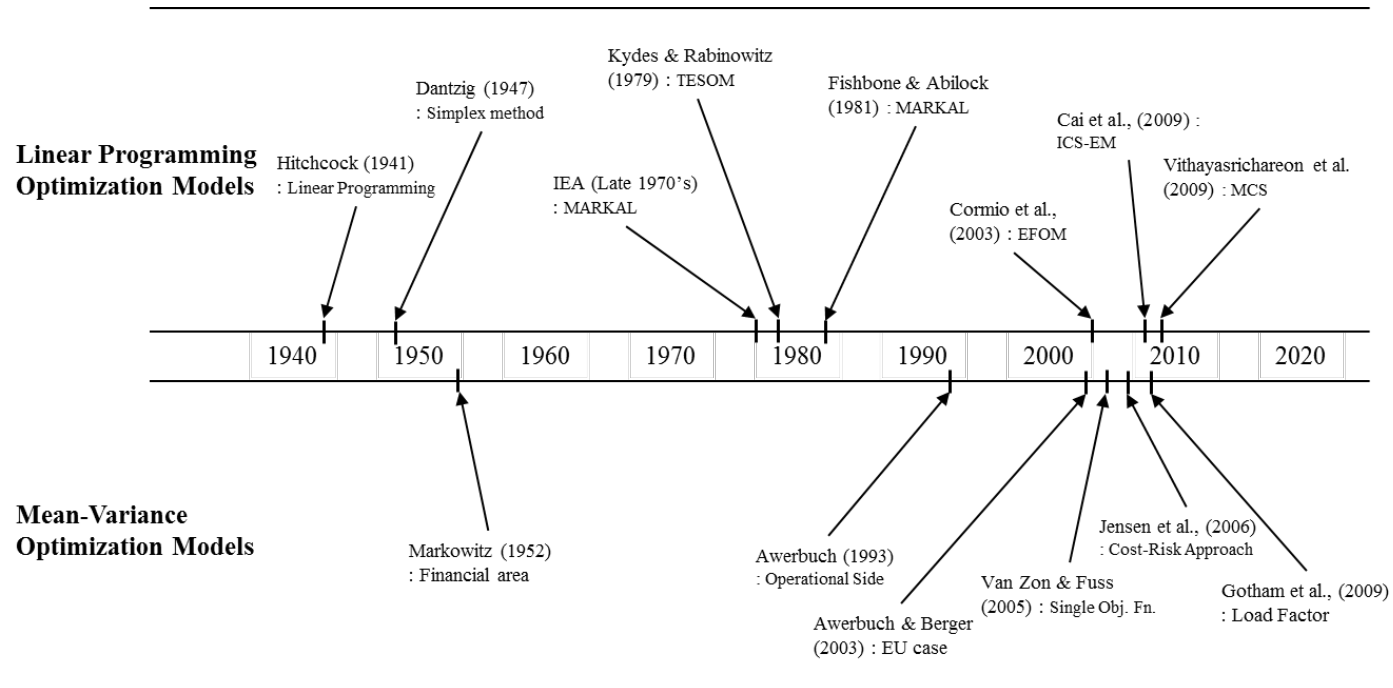 Linear Programming
Optimization Models
Hitchcock (1941)
: Linear Programming
Dantzig (1947)
: Simplex method
IEA (Late 1970's)
: MARKAL
Kydes & Rabinowitz
(1979) : TESOM
Fishbone & Abilock
(1981) : MARKAL
Cormio et al.,
(2003) : EFOM
Cai et al., (2009) :
ICS-EM
Vithayasrichareon et al.
(2009) : MCS
1940 1950 1960 1970 1980 1990 2000 2010 2020
Mean-Variance
Optimization Models
Markowitz (1952)
: Financial area
Awerbuch (1993)
: Operational Side
Awerbuch & Berger
(2003) : EU case
Van Zon & Fuss
(2005) : Single Obj. Fn.
Jensen et al., (2006)
: Cost-Risk Approach
Gotham et al., (2009)
: Load Factor